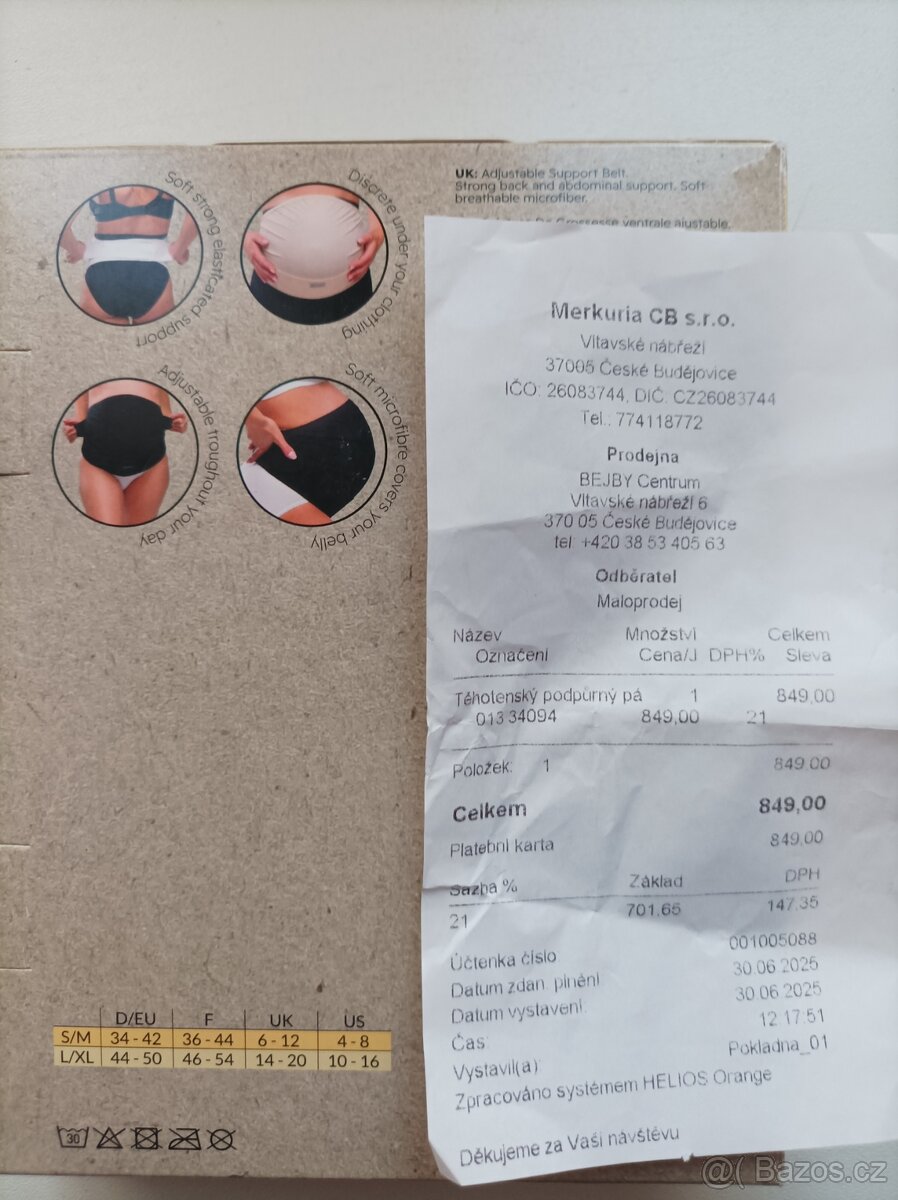 Soft strong elasticated support
Discrete under your clothing
Adjustable troughout your day
Soft microfibre covers your belly
UK: Adjustable Support Belt.
Strong back and abdominal support. Soft
breathable microfiber.
De Grossesse ventrale ajustable.
Merkuria CB s.r.o.
Vltavské nábřeží
37005 České Budějovice
IČO: 26083744, DIČ: CZ26083744
Tel.: 774118772
Prodejna
BEJBY Centrum
Vltavské nábřeží 6
370 05 České Budějovice
tel: +420 38 53 405 63
Odběratel
Maloprodej
Název Množství Celkem
Označení Cena/J DPH% Sleva
Těhotenský podpůrný pá 1 849,00
013 34094 849,00 21
Položek: 1 849,00
Celkem 849,00
Platební karta 849,00
Sazba % Základ DPH
21 701,65 147,35
Účtenka číslo 001005088
Datum zdan. plnění 30.06.2025
Datum vystavení: 30.06.2025
Čas: 12:17:51
Vystavil(a): Pokladna_01
Zpracováno systémem HELIOS Orange
Děkujeme za Vaši návštěvu
D/EU F UK US
S/M 34 - 42 36 - 44 6 - 12 4 - 8
L/XL 44 - 50 46 - 54 14 - 20 10 - 16
30
@( Bazos.cz